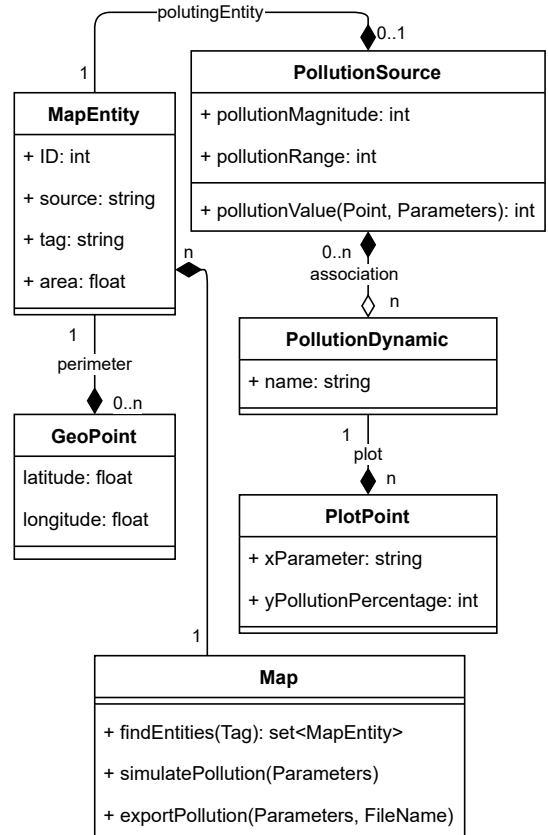 polutingEntity
1
0..1
PollutionSource
+ pollutionMagnitude: int
+ pollutionRange: int
+ pollutionValue(Point, Parameters): int
MapEntity
+ ID: int
+ source: string
+ tag: string
+ area: float
n
0..n
association
n
1
perimeter
0..n
PollutionDynamic
+ name: string
GeoPoint
latitude: float
longitude: float
1
plot
n
PlotPoint
+ xParameter: string
+ yPollutionPercentage: int
1
Map
+ findEntities(Tag): set<MapEntity>
+ simulatePollution(Parameters)
+ exportPollution(Parameters, FileName)